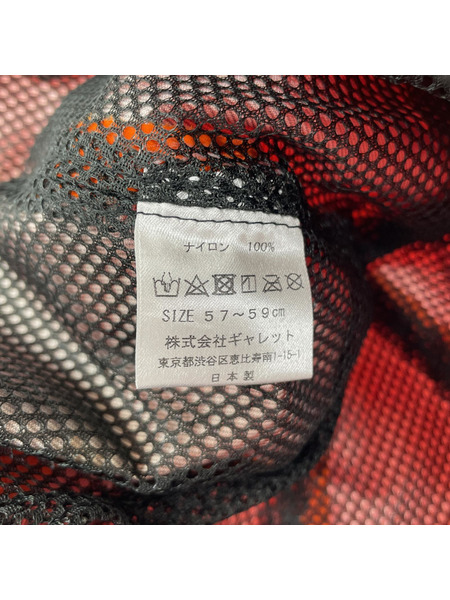 ナイロン 100%
SIZE 57～59cm
株式会社ギャレット
東京都渋谷区恵比寿南1-15-1
日本製